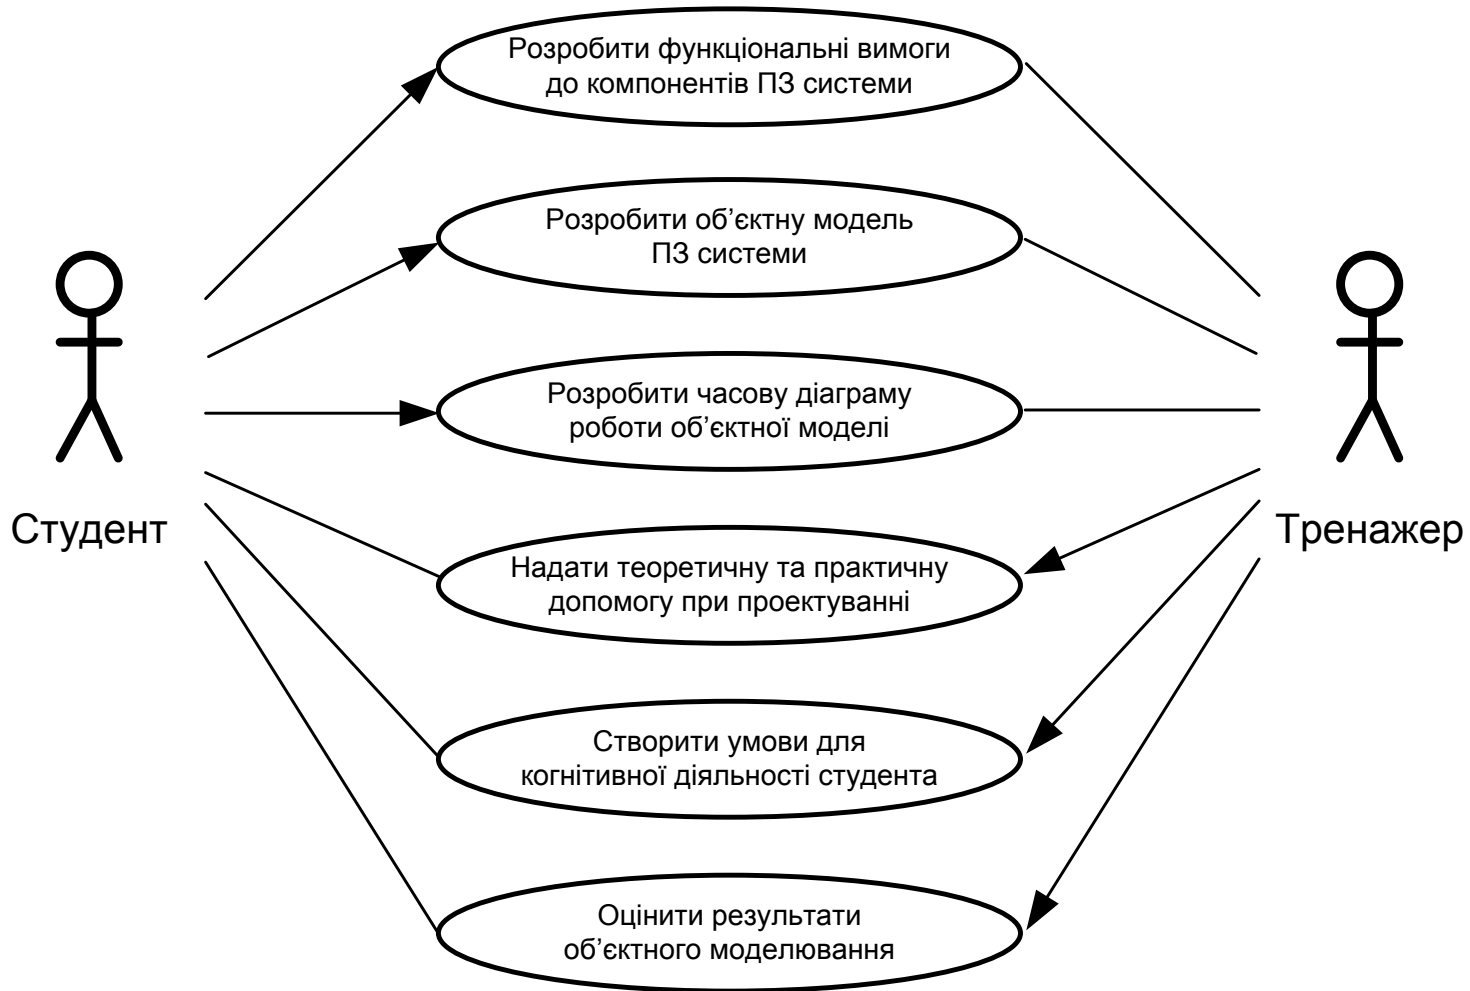 Розробити функціональні вимоги
до компонентів ПЗ системи
Розробити об’єктну модель
ПЗ системи
Розробити часову діаграму
роботи об’єктної моделі
Студент
Тренажер
Надати теоретичну та практичну
допомогу при проектуванні
Створити умови для
когнітивної діяльності студента
Оцінити результати
об’єктного моделювання